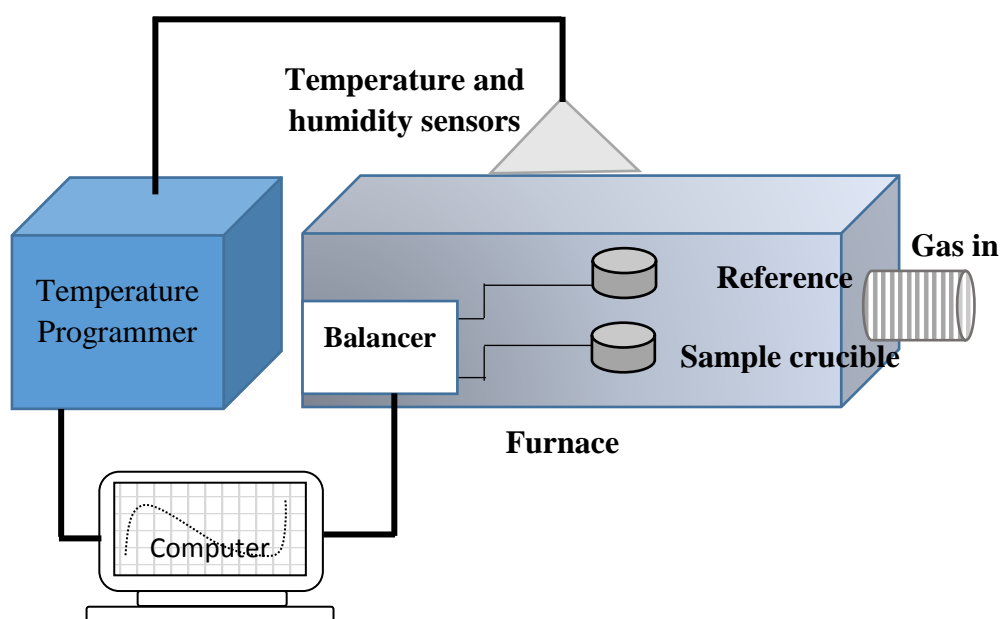 Temperature and
humidity sensors
Gas in
Temperature
Programmer
Reference
Balancer
Sample crucible
Furnace
Computer